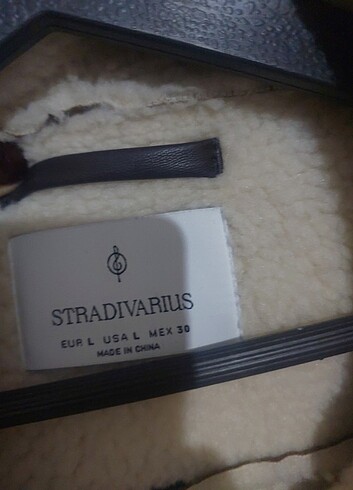 STRADIVARIUS
EUR L USA L MEX 30
MADE IN CHINA